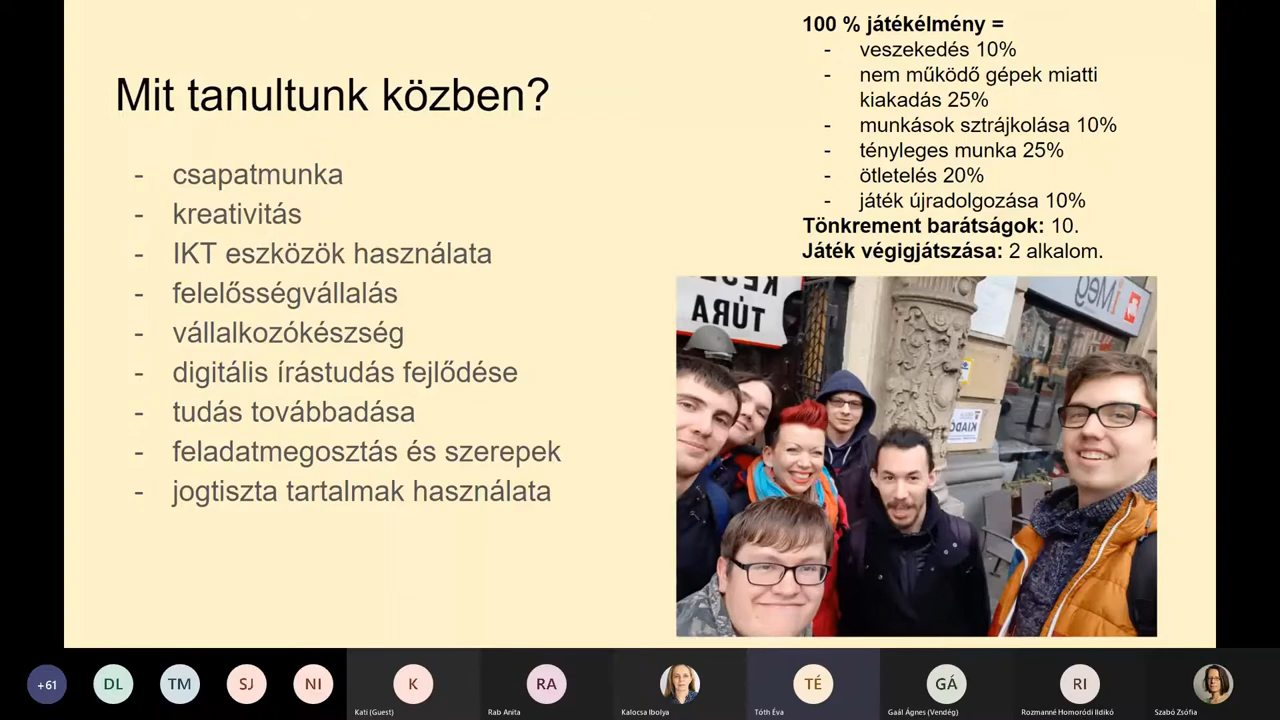 100 % játékélmény =
- veszekedés 10%
- nem működő gépek miatti
kiakadás 25%
- munkások sztrájkolása 10%
- tényleges munka 25%
- ötletelés 20%
- játék újradolgozása 10%
Tönkrement barátságok: 10.
Játék végigjátszása: 2 alkalom.
Mit tanultunk közben?
- csapatmunka
- kreativitás
- IKT eszközök használata
- felelősségvállalás
- vállalkozókészség
- digitális írástudás fejlődése
- tudás továbbadása
- feladatmegosztás és szerepek
- jogtiszta tartalmak használata
TÚRA
KIADÓ
+61
DL
TM
SJ
NI
K
Kati (Guest)
RA
Rab Anita
Kalocsa Ibolya
TÉ
Tóth Éva
GÁ
Gaál Ágnes (Vendég)
RI
Rozmanné Homoródi Ildikó
Szabó Zsófia